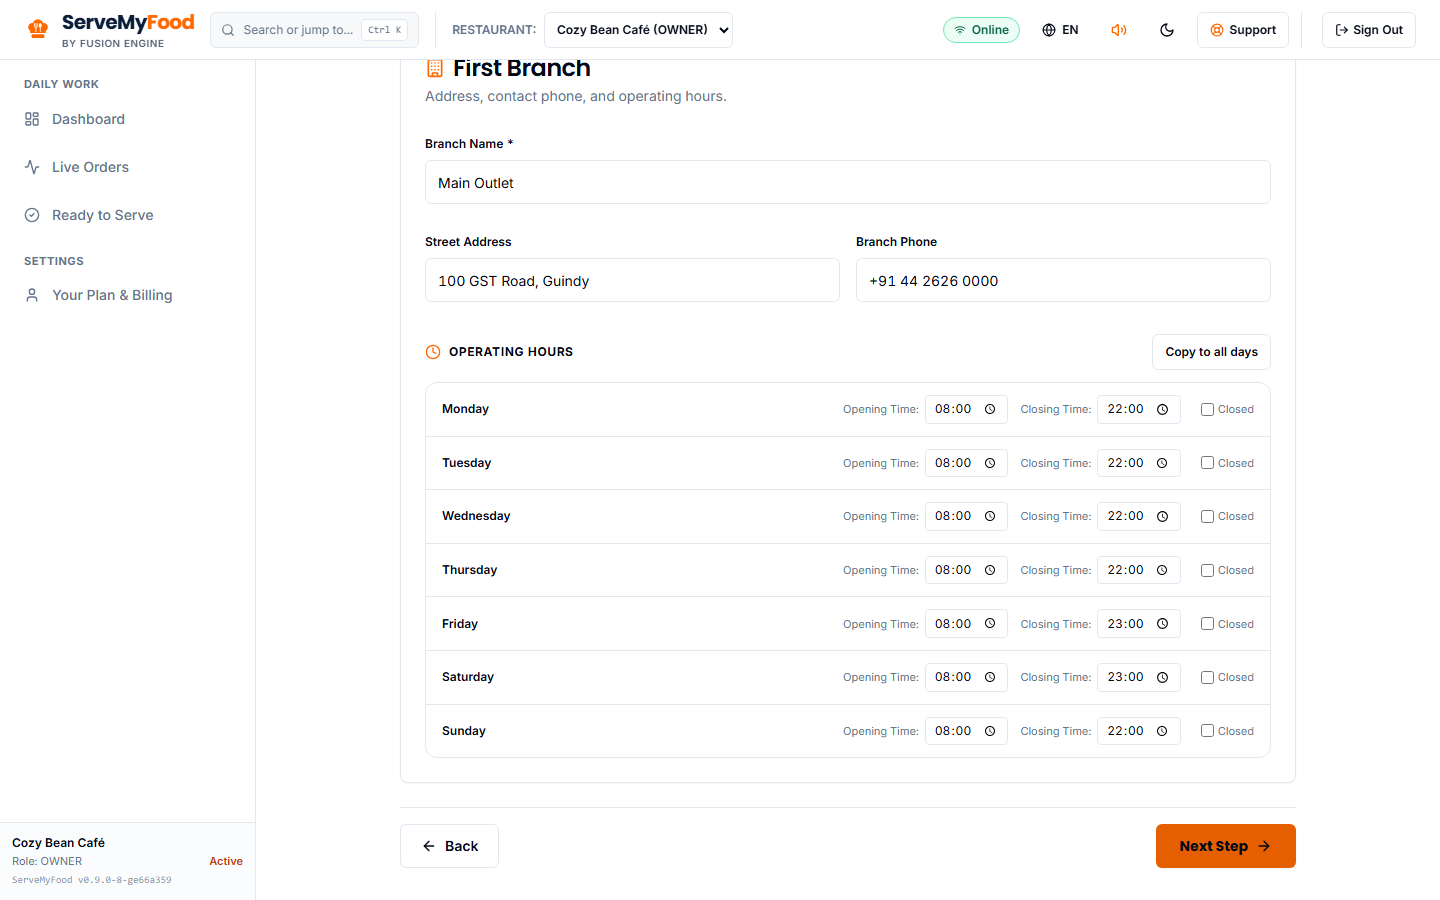 ServeMyFood
BY FUSION ENGINE
Search or jump to... Ctrl K
RESTAURANT: Cozy Bean Café (OWNER)
Online
EN
Support
Sign Out
DAILY WORK
Dashboard
Live Orders
Ready to Serve
SETTINGS
Your Plan & Billing
Cozy Bean Café
Role: OWNER Active
ServeMyFood v0.9.0-8-ge66a359
First Branch
Address, contact phone, and operating hours.
Branch Name *
Main Outlet
Street Address Branch Phone
100 GST Road, Guindy +91 44 2626 0000
OPERATING HOURS Copy to all days
Monday Opening Time: 08:00 Closing Time: 22:00 Closed
Tuesday Opening Time: 08:00 Closing Time: 22:00 Closed
Wednesday Opening Time: 08:00 Closing Time: 22:00 Closed
Thursday Opening Time: 08:00 Closing Time: 22:00 Closed
Friday Opening Time: 08:00 Closing Time: 23:00 Closed
Saturday Opening Time: 08:00 Closing Time: 23:00 Closed
Sunday Opening Time: 08:00 Closing Time: 22:00 Closed
Back Next Step